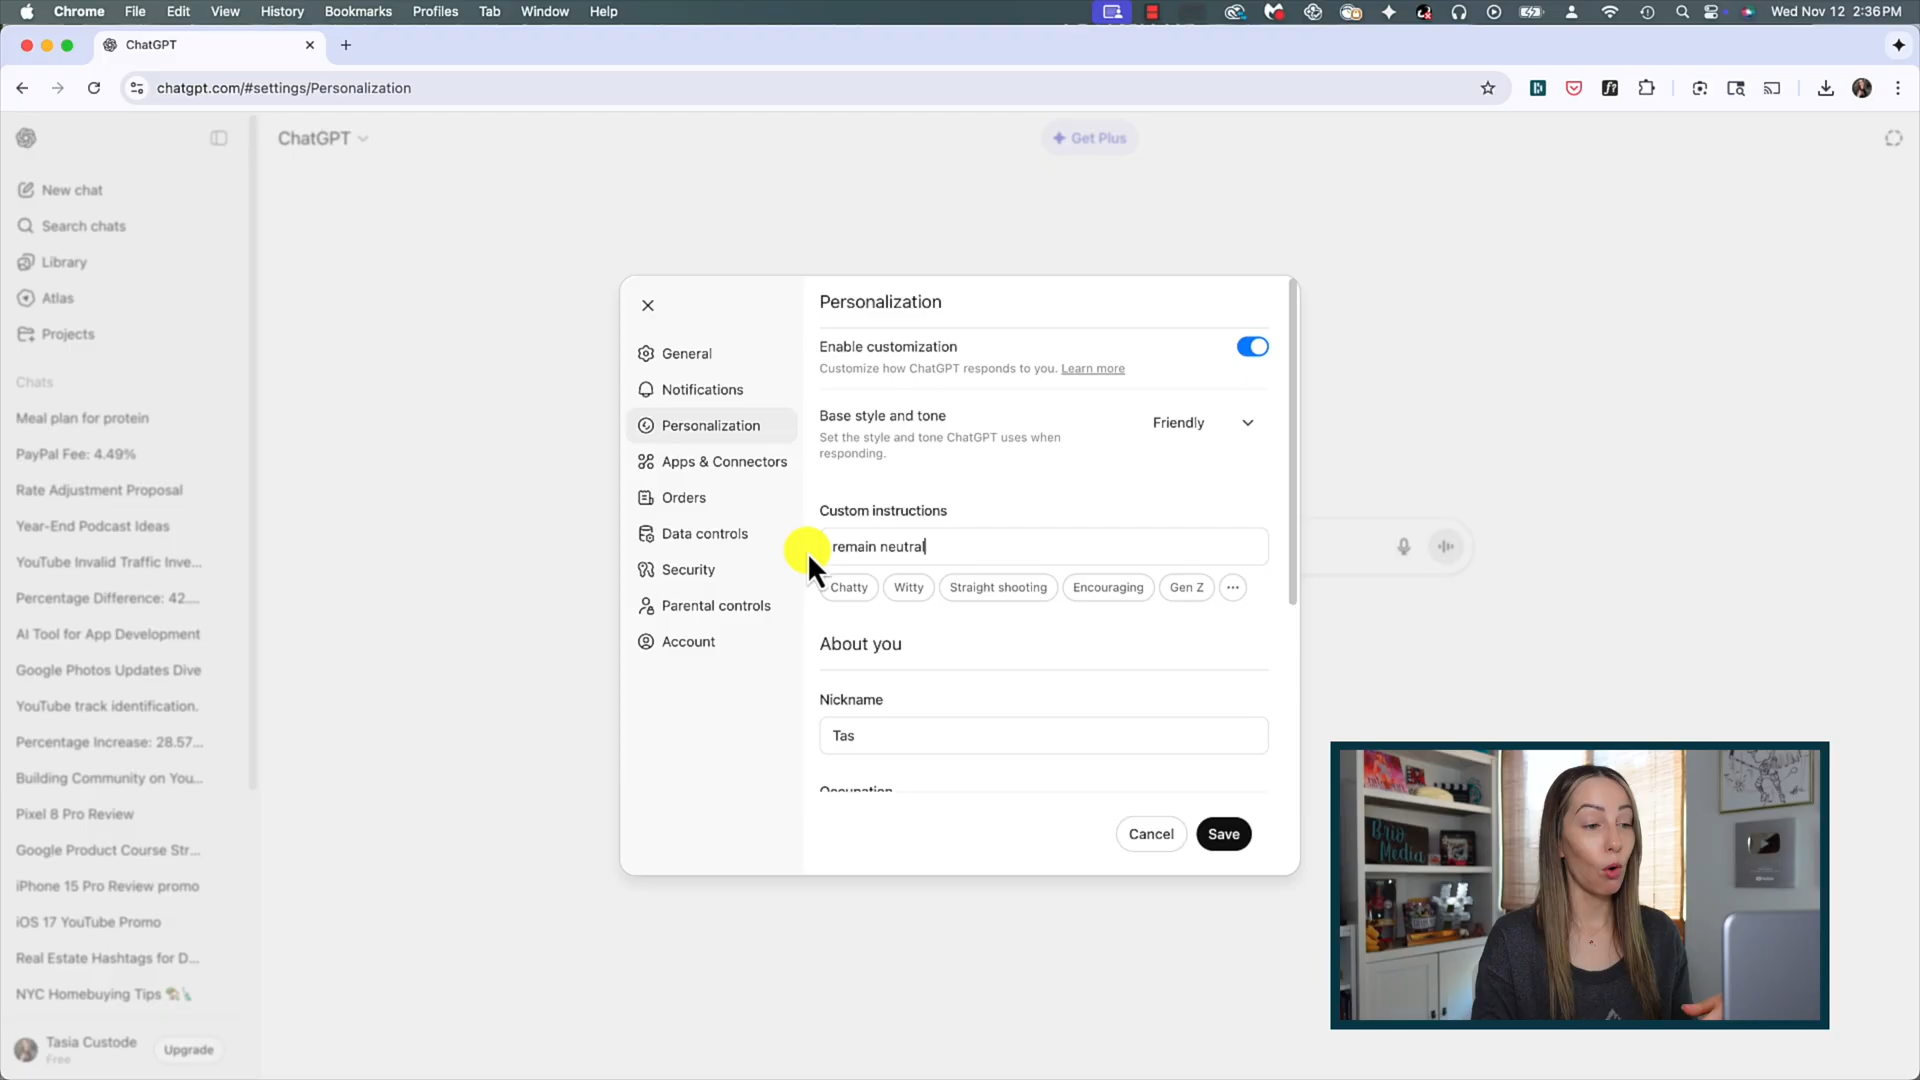 Chrome File Edit View History Bookmarks Profiles Tab Window Help
Wed Nov 12 2:36 PM
ChatGPT
chatgpt.com/#settings/Personalization
ChatGPT
Get Plus
New chat
Search chats
Library
Atlas
Projects
Chats
Meal plan for protein
PayPal Fee: 4.49%
Rate Adjustment Proposal
Year-End Podcast Ideas
YouTube Invalid Traffic Inve...
Percentage Difference: 42....
AI Tool for App Development
Google Photos Updates Dive
YouTube track identification.
Percentage Increase: 28.57...
Building Community on You...
Pixel 8 Pro Review
Google Product Course Str...
iPhone 15 Pro Review promo
iOS 17 YouTube Promo
Real Estate Hashtags for D...
NYC Homebuying Tips 🏡🗽
Tasia Custode
Free
Upgrade
General
Notifications
Personalization
Apps & Connectors
Orders
Data controls
Security
Parental controls
Account
Personalization
Enable customization
Customize how ChatGPT responds to you. Learn more
Base style and tone
Friendly
Set the style and tone ChatGPT uses when
responding.
Custom instructions
remain neutral
Chatty Witty Straight shooting Encouraging Gen Z ...
About you
Nickname
Tas
Occupation
Cancel Save
Brio
Media